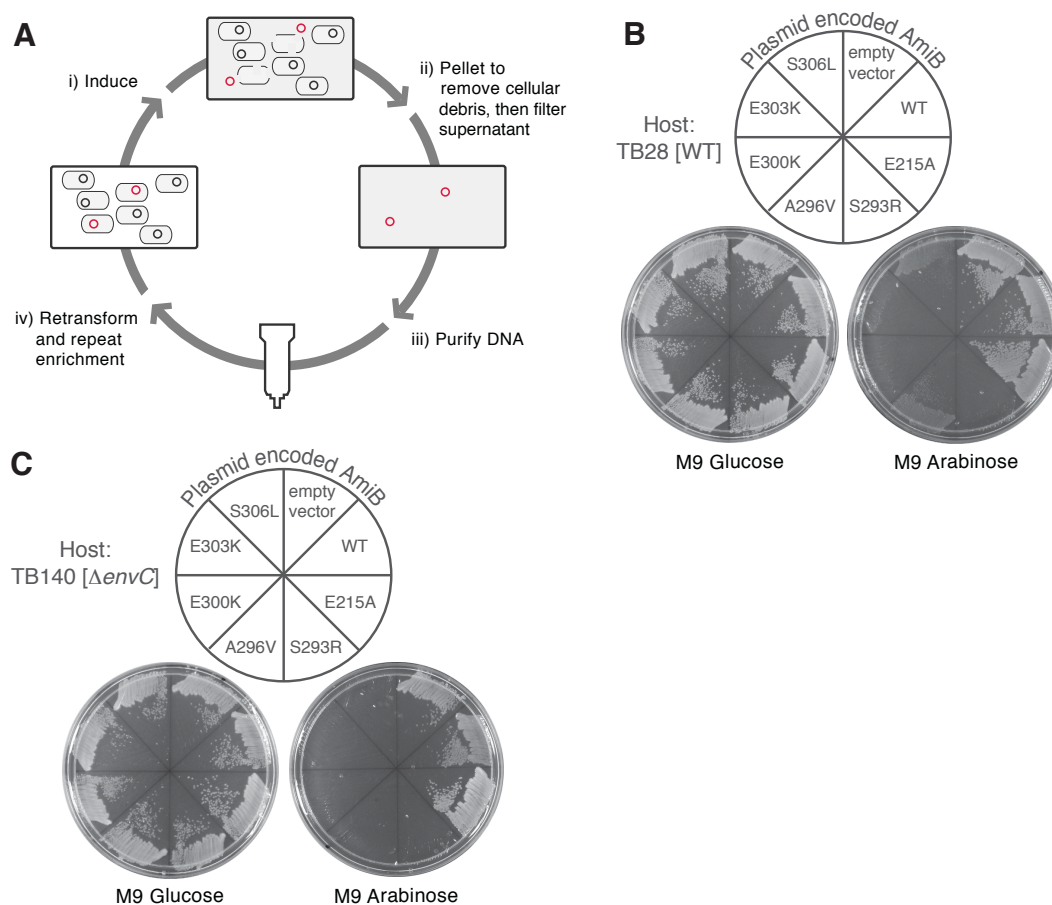 A
i) Induce
ii) Pellet to
remove cellular
debris, then filter
supernatant
iii) Purify DNA
iv) Retransform
and repeat
enrichment
B
Plasmid encoded AmiB
Host:
TB28 [WT]
S306L
empty
vector
E303K
WT
E300K
E215A
A296V
S293R
M9 Glucose
M9 Arabinose
C
Plasmid encoded AmiB
Host:
TB140 [ΔenvC]
S306L
empty
vector
E303K
WT
E300K
E215A
A296V
S293R
M9 Glucose
M9 Arabinose